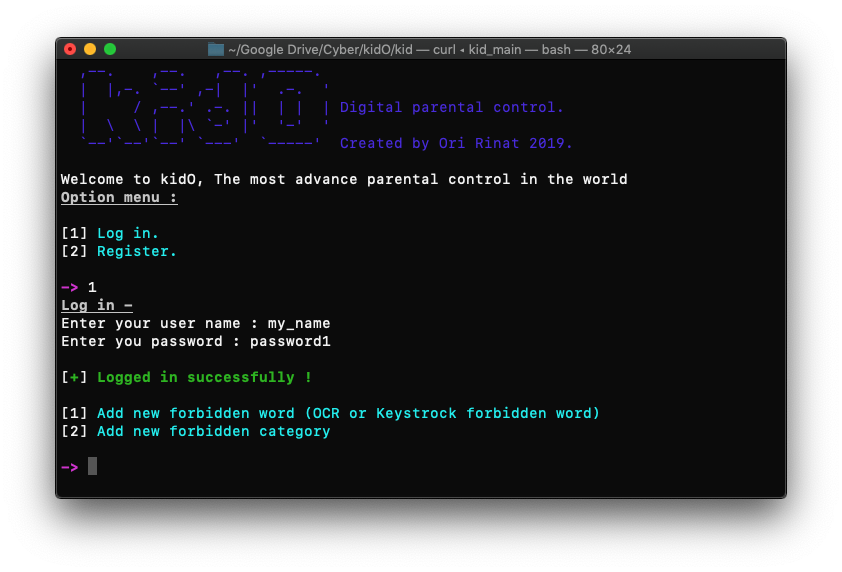 ~/Google Drive/Cyber/kidO/kid — curl ◂ kid_main — bash — 80×24
Digital parental control.
Created by Ori Rinat 2019.
Welcome to kidO, The most advance parental control in the world
Option menu :
[1] Log in.
[2] Register.
-> 1
Log in -
Enter your user name : my_name
Enter you password : password1
[+] Logged in successfully !
[1] Add new forbidden word (OCR or Keystrock forbidden word)
[2] Add new forbidden category
->